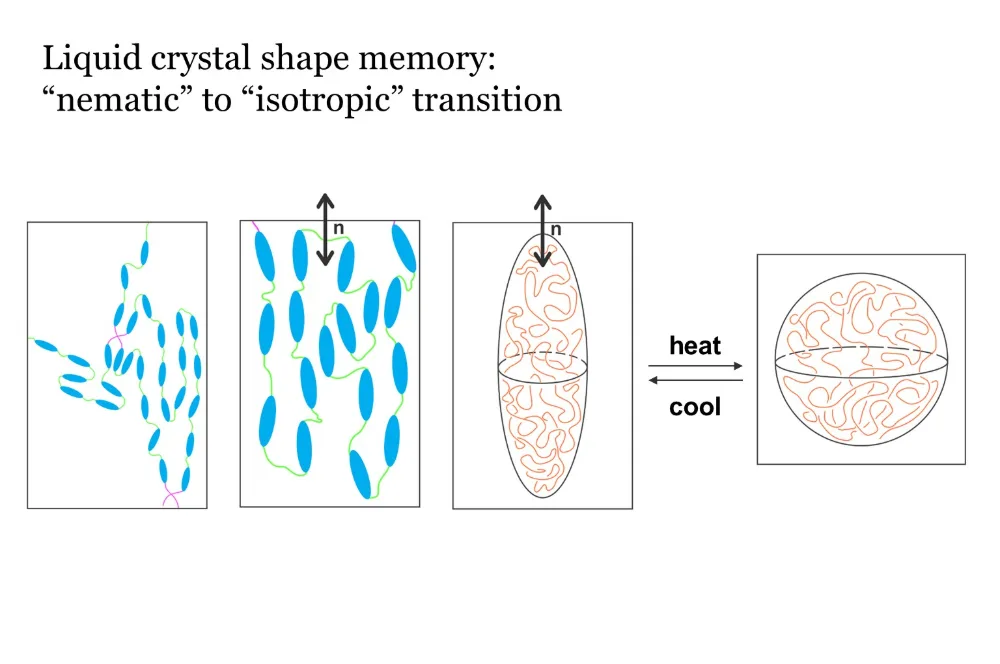 Liquid crystal shape memory:
“nematic” to “isotropic” transition
n
n
heat
cool